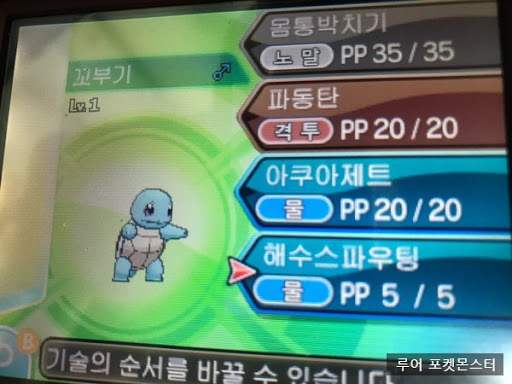 몸통박치기
노말 PP 35 / 35
꼬부기 ♂
Lv. 1
파동탄
격투 PP 20 / 20
아쿠아제트
물 PP 20 / 20
해수스파우팅
물 PP 5 / 5
B
기술의 순서를 바꿀 수 있습니다
루어 포켓몬스터